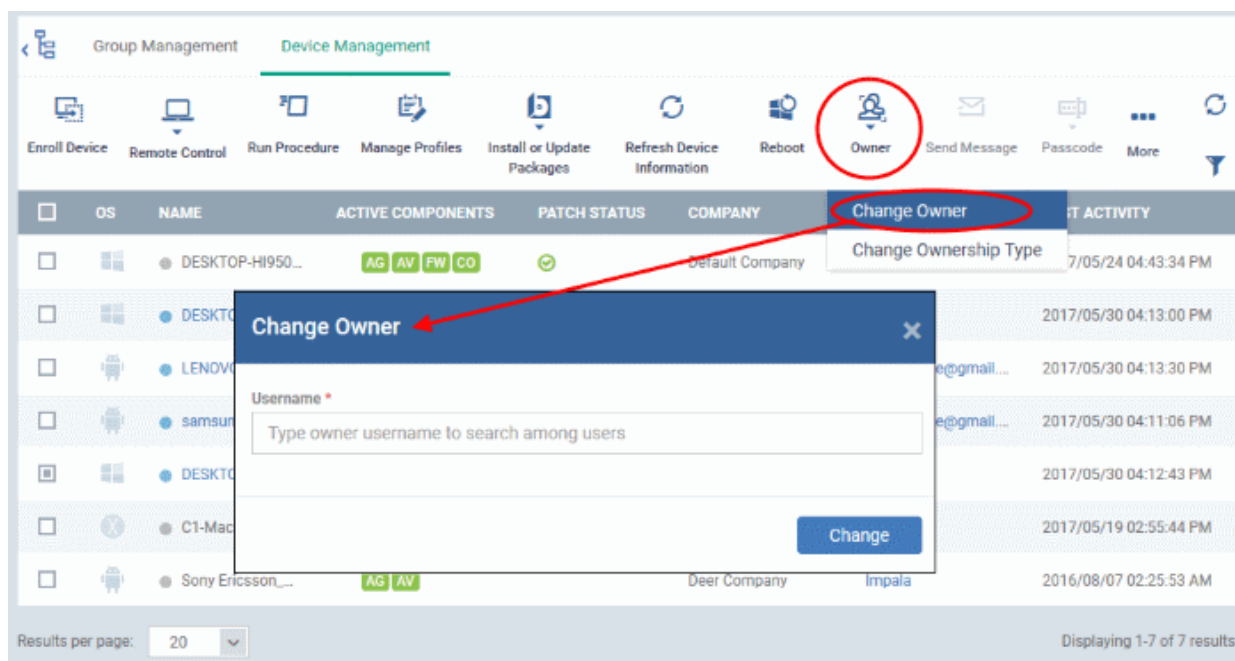 Group Management
Device Management
Enroll Device
Remote Control
Run Procedure
Manage Profiles
Install or Update
Packages
Refresh Device
Information
Reboot
Owner
Send Message
Passcode
More
OS NAME ACTIVE COMPONENTS PATCH STATUS COMPANY
Change Owner
ACTIVITY
Change Ownership Type
DESKTOP-HI950... AG AV FW CO Default Company 7/05/24 04:43:34 PM
DESKTO 2017/05/30 04:13:00 PM
LENOVO e@gmail.... 2017/05/30 04:13:30 PM
samsun e@gmail.... 2017/05/30 04:11:06 PM
DESKTO 2017/05/30 04:12:43 PM
C1-Mac 2017/05/19 02:55:44 PM
Sony Ericsson_... AG AV Deer Company Impala 2016/08/07 02:25:53 AM
Change Owner
Username *
Type owner username to search among users
Change
Results per page: 20
Displaying 1-7 of 7 results